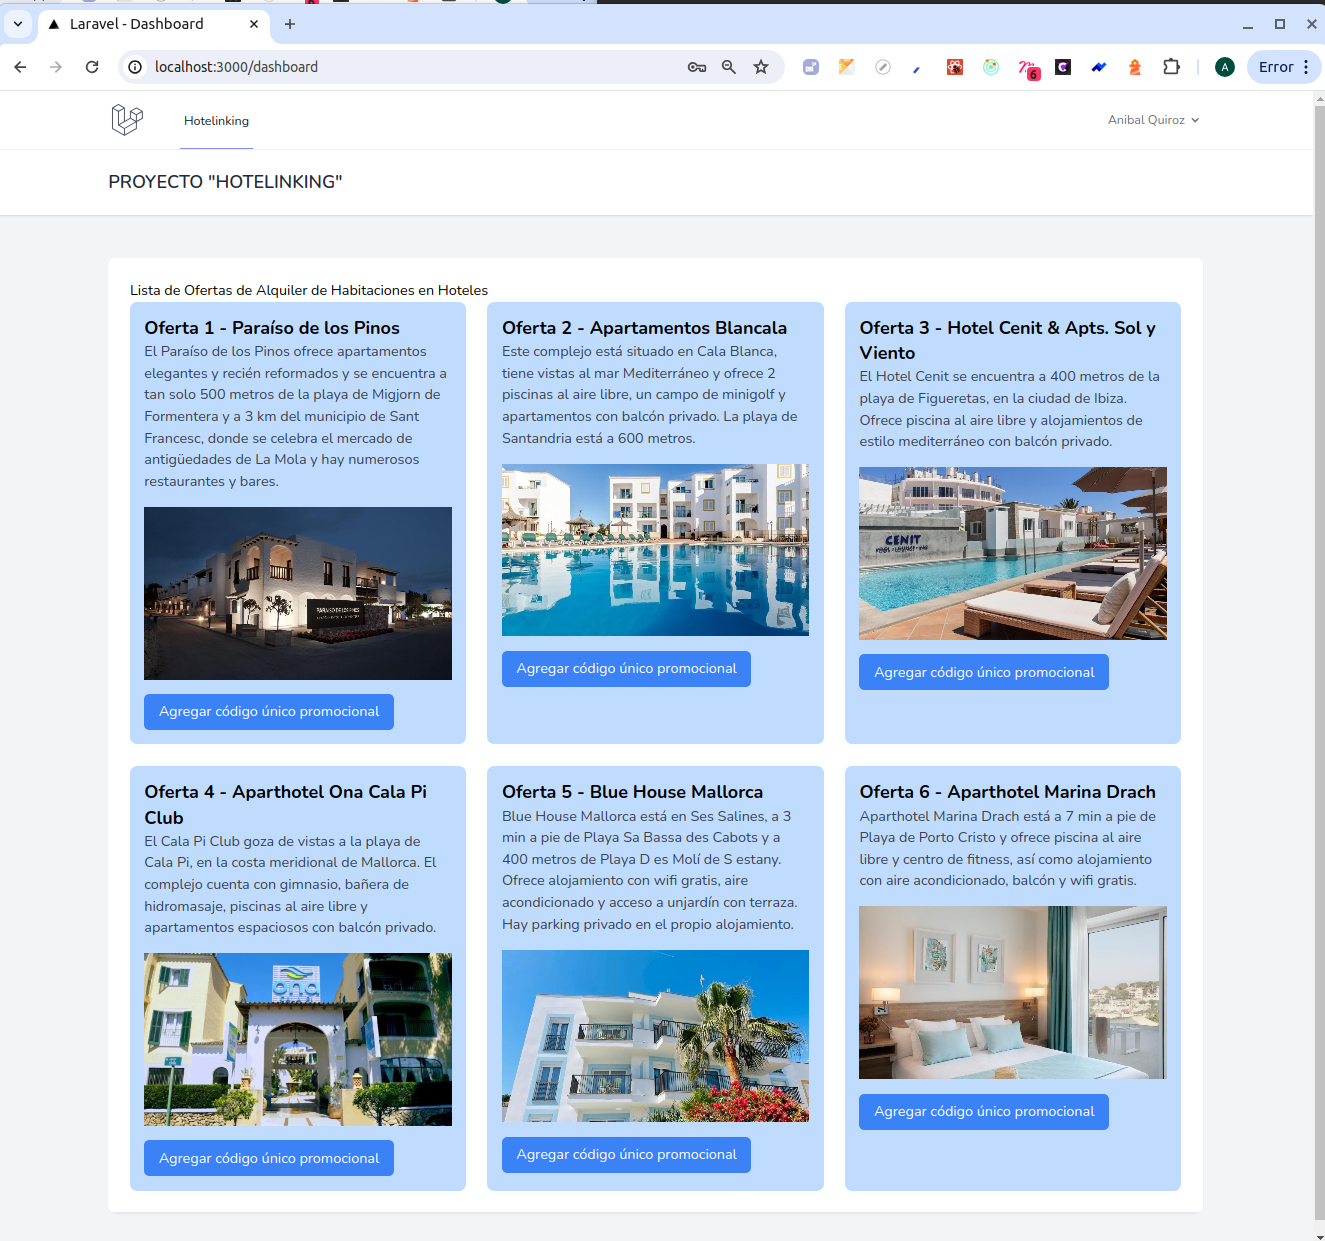 Laravel - Dashboard
localhost:3000/dashboard
6
A
Error
Hotelinking
Anibal Quiroz
PROYECTO "HOTELINKING"
Lista de Ofertas de Alquiler de Habitaciones en Hoteles
Oferta 1 - Paraíso de los Pinos
El Paraíso de los Pinos ofrece apartamentos
elegantes y recién reformados y se encuentra a
tan solo 500 metros de la playa de Migjorn de
Formentera y a 3 km del municipio de Sant
Francesc, donde se celebra el mercado de
antigüedades de La Mola y hay numerosos
restaurantes y bares.
PARAISO DE LOS PINOS
Agregar código único promocional
Oferta 2 - Apartamentos Blancala
Este complejo está situado en Cala Blanca,
tiene vistas al mar Mediterráneo y ofrece 2
piscinas al aire libre, un campo de minigolf y
apartamentos con balcón privado. La playa de
Santandria está a 600 metros.
Agregar código único promocional
Oferta 3 - Hotel Cenit & Apts. Sol y
Viento
El Hotel Cenit se encuentra a 400 metros de la
playa de Figueretas, en la ciudad de Ibiza.
Ofrece piscina al aire libre y alojamientos de
estilo mediterráneo con balcón privado.
CENIT
POOL · LOUNGE · BAR
Agregar código único promocional
Oferta 4 - Aparthotel Ona Cala Pi
Club
El Cala Pi Club goza de vistas a la playa de
Cala Pi, en la costa meridional de Mallorca. El
complejo cuenta con gimnasio, bañera de
hidromasaje, piscinas al aire libre y
apartamentos espaciosos con balcón privado.
ona
Agregar código único promocional
Oferta 5 - Blue House Mallorca
Blue House Mallorca está en Ses Salines, a 3
min a pie de Playa Sa Bassa des Cabots y a
400 metros de Playa D es Molí de S estany.
Ofrece alojamiento con wifi gratis, aire
acondicionado y acceso a unjardín con terraza.
Hay parking privado en el propio alojamiento.
Agregar código único promocional
Oferta 6 - Aparthotel Marina Drach
Aparthotel Marina Drach está a 7 min a pie de
Playa de Porto Cristo y ofrece piscina al aire
libre y centro de fitness, así como alojamiento
con aire acondicionado, balcón y wifi gratis.
Agregar código único promocional